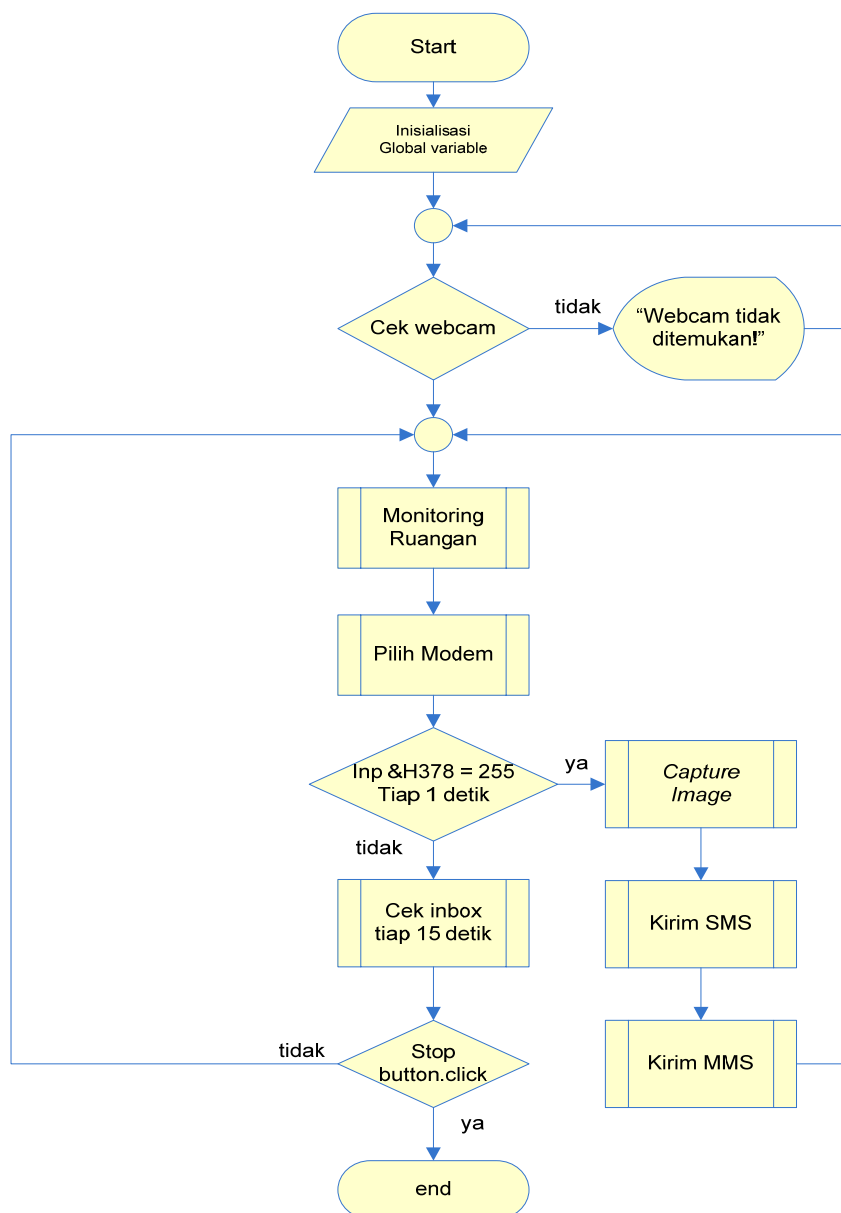 Start
Inisialisasi
Global variable
Cek webcam
tidak
“Webcam tidak
ditemukan!”
Monitoring
Ruangan
Pilih Modem
Inp &H378 = 255
Tiap 1 detik
ya
Capture
Image
tidak
Cek inbox
tiap 15 detik
Kirim SMS
tidak
Stop
button.click
Kirim MMS
ya
end